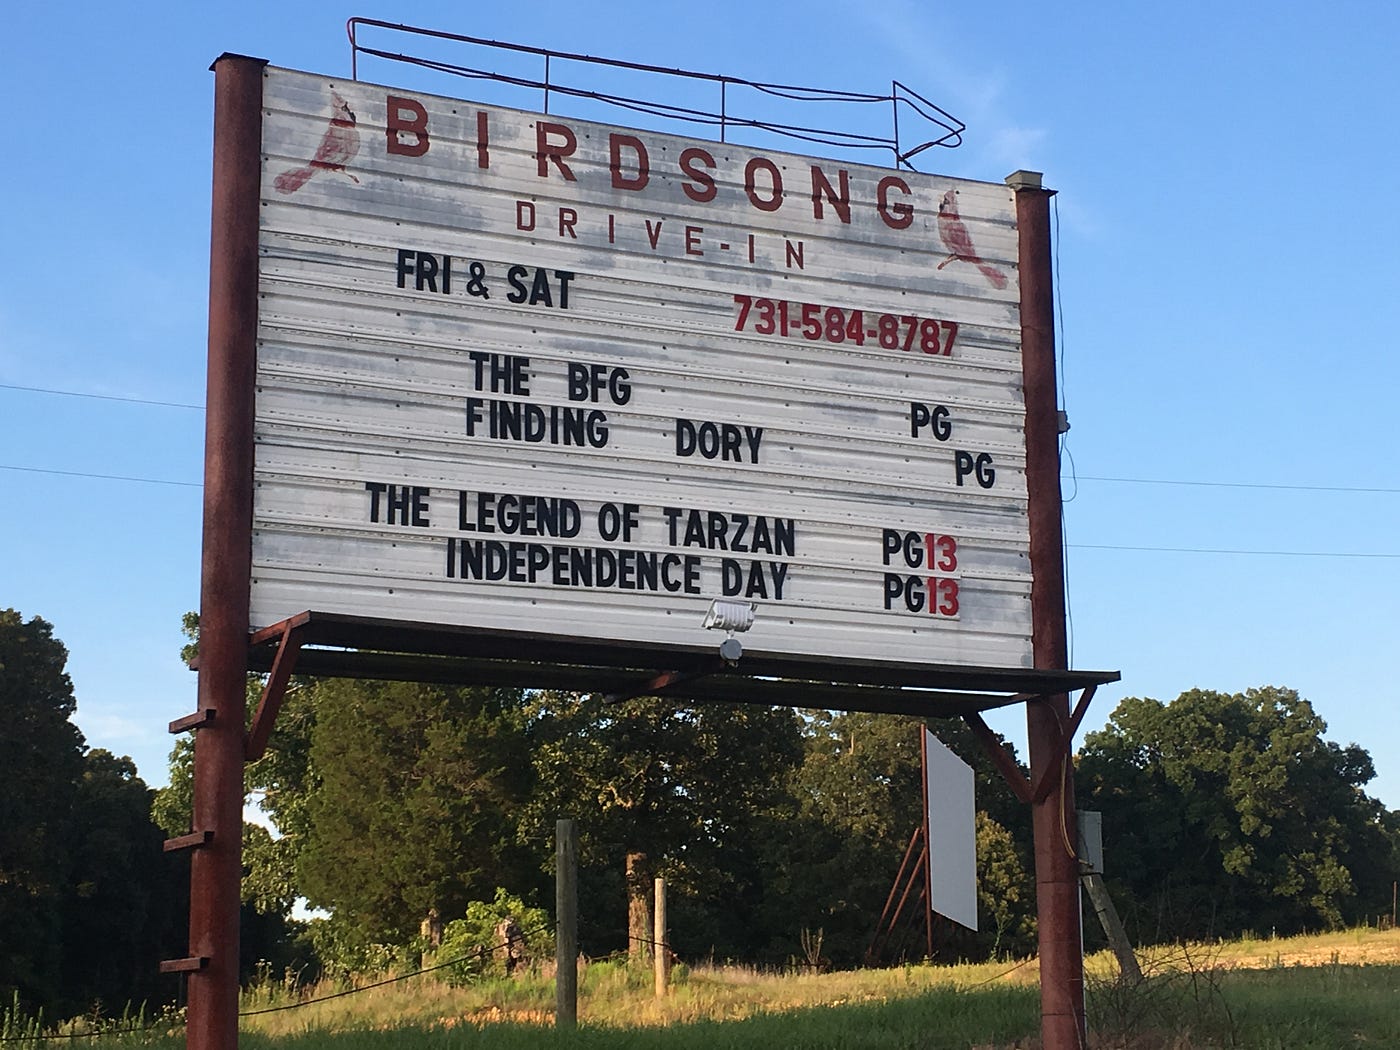 BIRDSONG
DRIVE-IN
FRI & SAT
731-584-8787
THE BFG PG
FINDING DORY PG
THE LEGEND OF TARZAN PG13
INDEPENDENCE DAY PG13